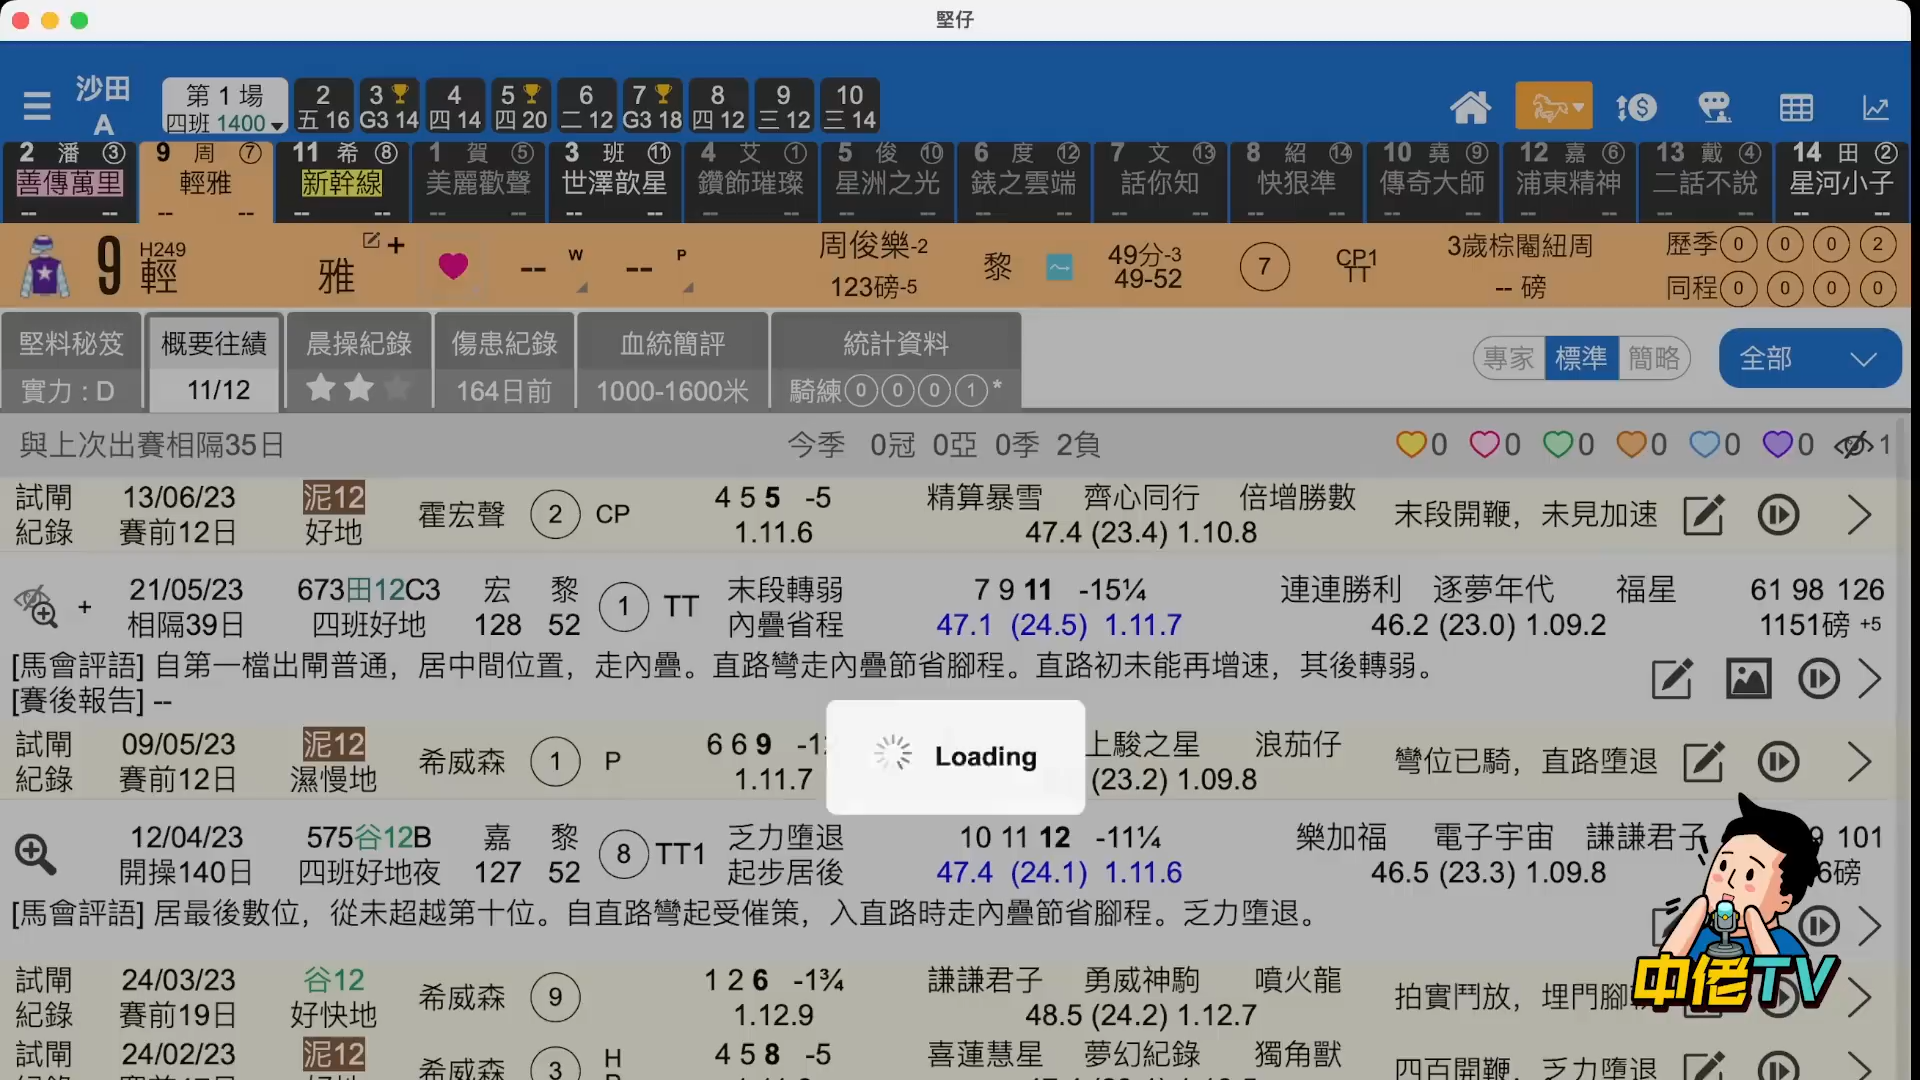 堅仔
沙田 A
第 1 場 四班 1400
2 五 16
3 G3 14
4 四 14
5 四 20
6 二 12
7 G3 18
8 四 12
9 三 12
10 三 14
2 潘 ③ 善傳萬里 -- --
9 周 ⑦ 輕雅 -- --
11 希 ⑧ 新幹線 -- --
1 賀 ⑤ 美麗歡聲 -- --
3 班 ⑪ 世澤歆星 -- --
4 艾 ① 鑽飾璀璨 -- --
5 俊 ⑩ 星洲之光 -- --
6 度 ⑫ 錶之雲端 -- --
7 文 ⑬ 話你知 -- --
8 紹 ⑭ 快狠準 -- --
10 堯 ⑨ 傳奇大師 -- --
12 嘉 ⑥ 浦東精神 -- --
13 戴 ④ 二話不說 -- --
14 田 ② 星河小子 -- --
9 H249 輕 雅 + -- W -- P 周俊樂-2 黎 49分-3 7 CP1 3歲棕閹紐周 歷季 0 0 0 2
123磅-5 49-52 TT -- 磅 同程 0 0 0 0
堅料秘笈 概要往績 晨操紀錄 傷患紀錄 血統簡評 統計資料 專家 標準 簡略 全部
實力 : D 11/12 164日前 1000-1600米 騎練 0 0 0 1 *
與上次出賽相隔35日 今季 0冠 0亞 0季 2負 0 0 0 0 0 0 1
試閘 13/06/23 泥12 霍宏聲 2 CP 4 5 5 -5 精算暴雪 齊心同行 倍增勝數 末段開鞭，未見加速
紀錄 賽前12日 好地 1.11.6 47.4 (23.4) 1.10.8
+ 21/05/23 673田12C3 宏 黎 1 TT 末段轉弱 7 9 11 -15¼ 連連勝利 逐夢年代 福星 61 98 126
相隔39日 四班好地 128 52 內疊省程 47.1 (24.5) 1.11.7 46.2 (23.0) 1.09.2 1151磅 +5
[馬會評語] 自第一檔出閘普通，居中間位置，走內疊。直路彎走內疊節省腳程。直路初未能再增速，其後轉弱。
[賽後報告] --
試閘 09/05/23 泥12 希威森 1 P 6 6 9 上駿之星 浪茄仔 彎位已騎，直路墮退
紀錄 賽前12日 濕慢地 1.11.7 (23.2) 1.09.8
Loading
12/04/23 575谷12B 嘉 黎 8 TT1 乏力墮退 10 11 12 -11¼ 樂加福 電子宇宙 謙謙君子 101
開操140日 四班好地夜 127 52 起步居後 47.4 (24.1) 1.11.6 46.5 (23.3) 1.09.8 磅
[馬會評語] 居最後數位，從未超越第十位。自直路彎起受催策，入直路時走內疊節省腳程。乏力墮退。
試閘 24/03/23 谷12 希威森 9 1 2 6 -1¾ 謙謙君子 勇威神駒 噴火龍 拍實鬥放，埋門腳
紀錄 賽前19日 好快地 1.12.9 48.5 (24.2) 1.12.7
試閘 24/02/23 泥12 希威森 3 H 4 5 8 -5 喜蓮慧星 夢幻紀錄 獨角獸 四百開鞭，乏力墮退
中佬TV